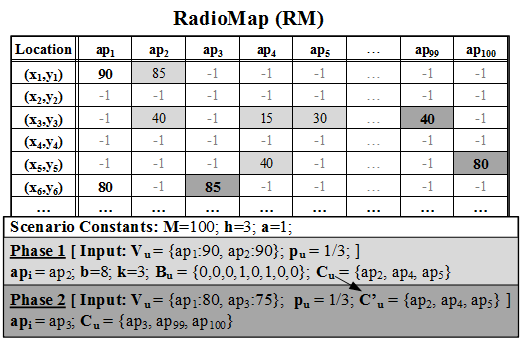 RadioMap (RM)
Location ap1 ap2 ap3 ap4 ap5 ... ap99 ap100
(x1,y1) 90 85 -1 -1 -1 ... -1 -1
(x2,y2) -1 -1 -1 -1 -1 ... -1 -1
(x3,y3) -1 40 -1 15 30 ... 40 -1
(x4,y4) -1 -1 -1 -1 -1 ... -1 -1
(x5,y5) -1 -1 -1 40 -1 ... -1 80
(x6,y6) 80 -1 85 -1 -1 ... -1 -1
... ... ... ... ... ... ... ... ...
Scenario Constants: M=100; h=3; a=1;
Phase 1 [ Input: Vu = {ap1:90, ap2:90}; pu = 1/3; ]
api = ap2; b=8; k=3; Bu = {0,0,0,1,0,1,0,0}; Cu = {ap2, ap4, ap5}
Phase 2 [ Input: Vu = {ap1:80, ap3:75}; pu = 1/3; C'u = {ap2, ap4, ap5} ]
api = ap3; Cu = {ap3, ap99, ap100}